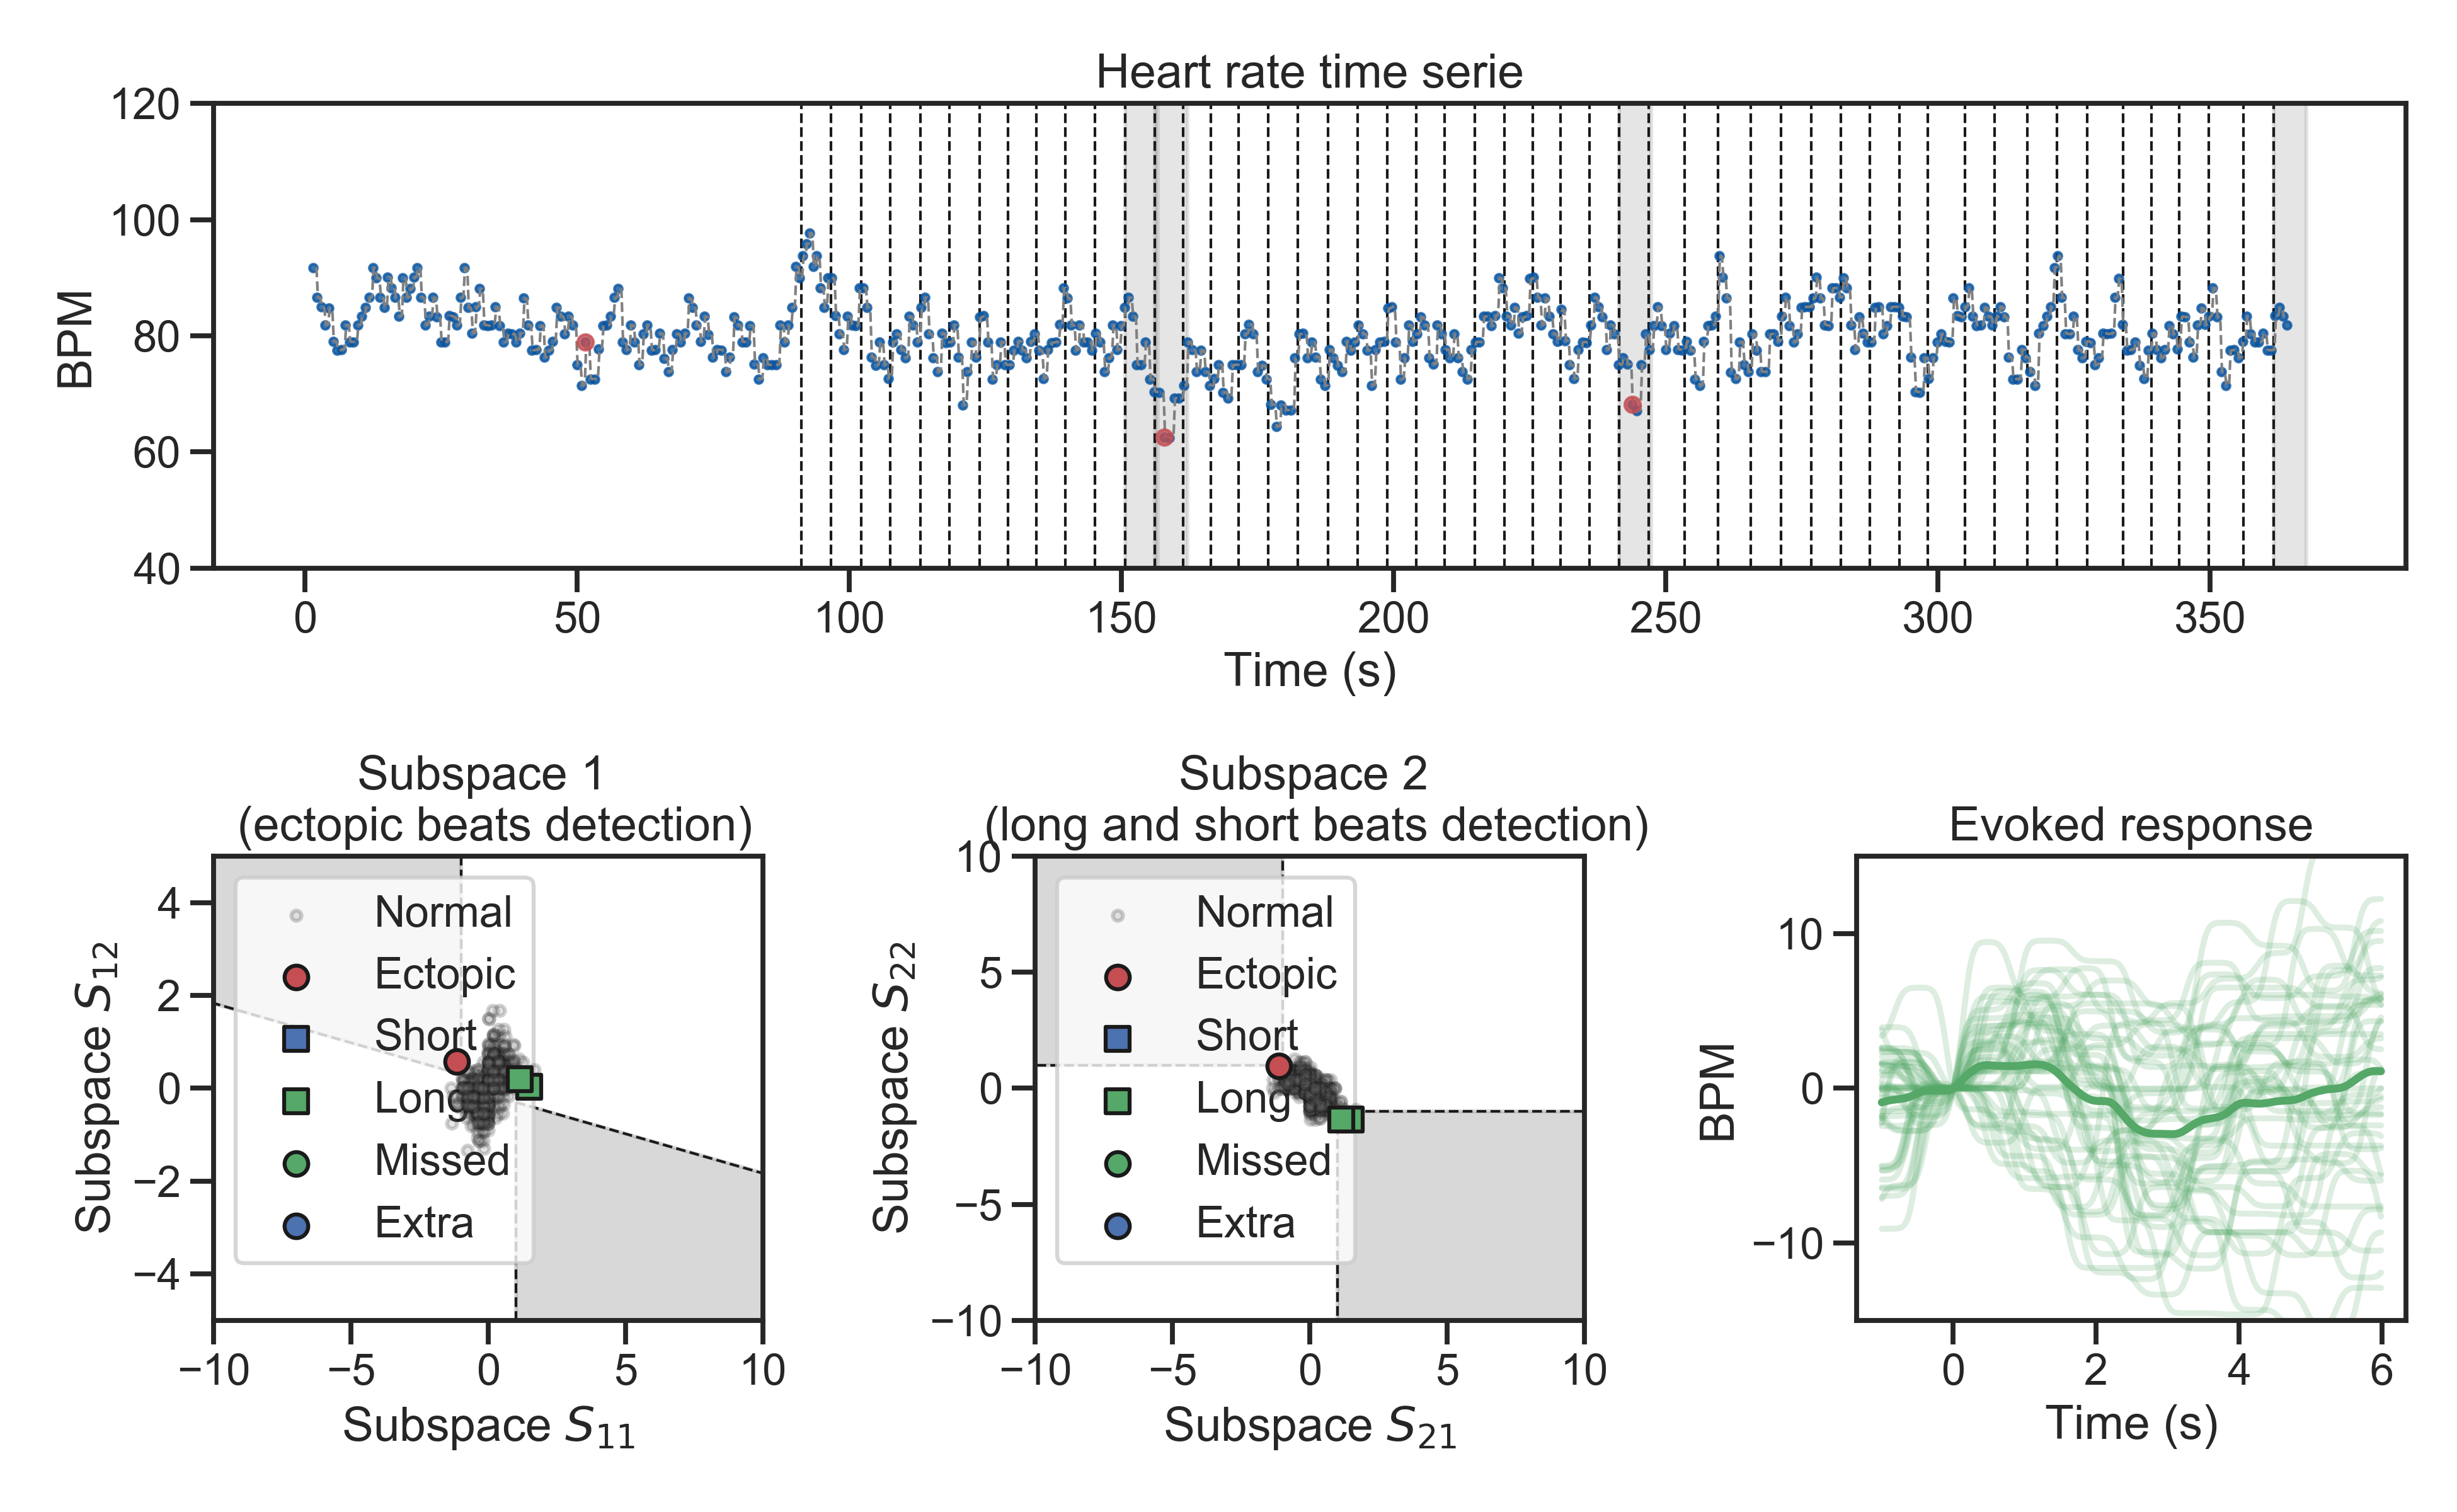 Heart rate time serie
120
100
80
60
40
BPM
0 50 100 150 200 250 300 350
Time (s)
Subspace 1
(ectopic beats detection)
4
2
0
−2
−4
Subspace S12
Normal
Ectopic
Short
Long
Missed
Extra
−10 −5 0 5 10
Subspace S11
Subspace 2
(long and short beats detection)
10
5
0
−5
−10
Subspace S22
Normal
Ectopic
Short
Long
Missed
Extra
−10 −5 0 5 10
Subspace S21
Evoked response
10
0
−10
BPM
0 2 4 6
Time (s)